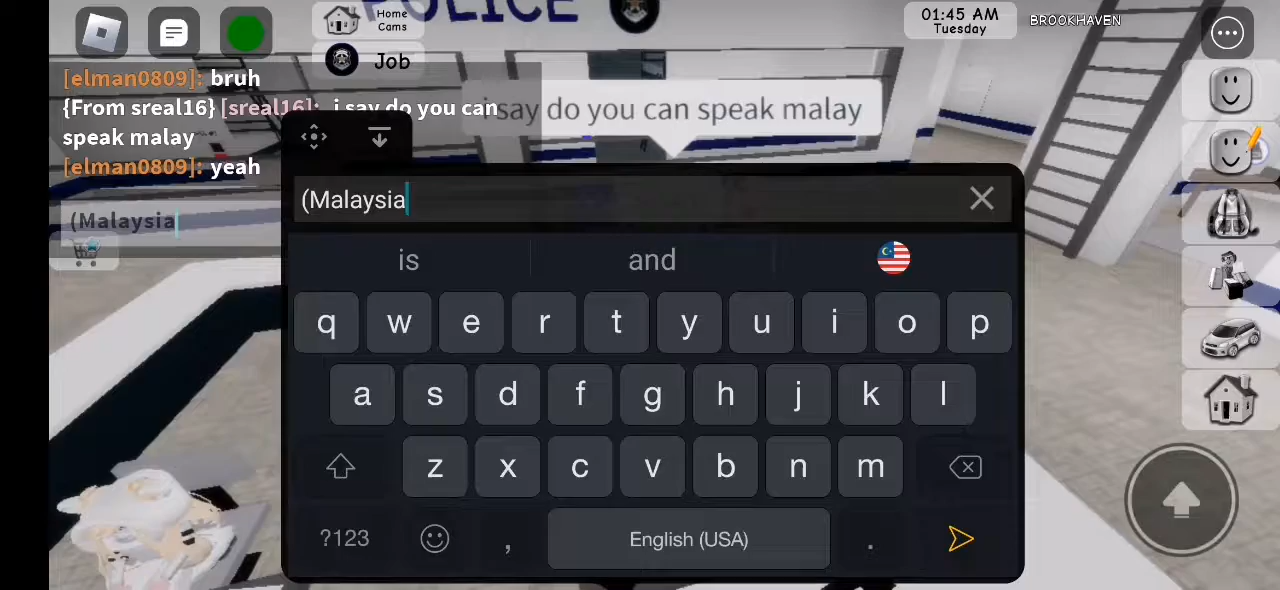 POLICE
Home
Cams
Job
01:45 AM
Tuesday
BROOKHAVEN
[elman0809]: bruh
{From sreal16} [sreal16]: i say do you can
speak malay
[elman0809]: yeah
i say do you can speak malay
(Malaysia
(Malaysia
is and
q w e r t y u i o p
a s d f g h j k l
z x c v b n m
?123 , English (USA) .